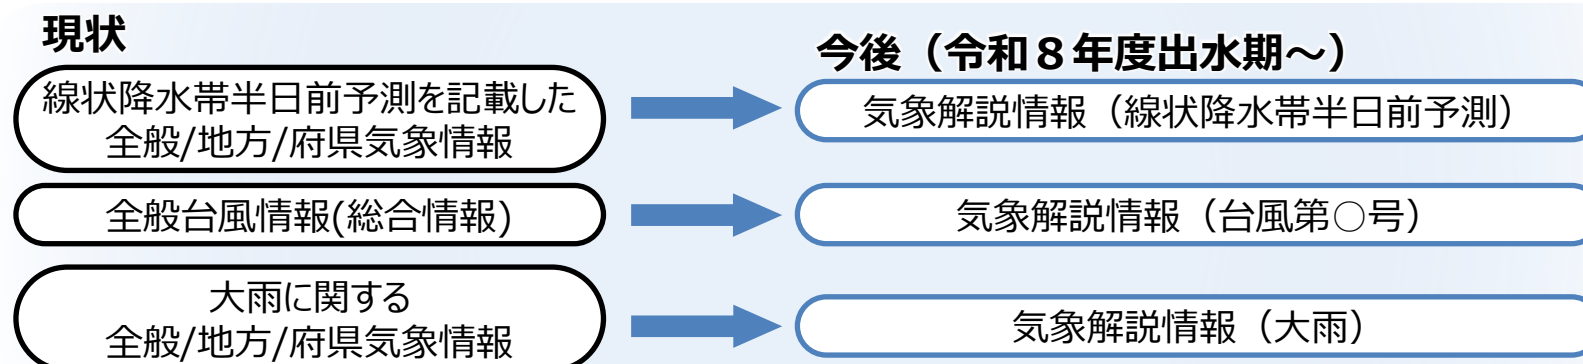 現状
今後（令和８年度出水期～）
線状降水帯半日前予測を記載した
全般/地方/府県気象情報
気象解説情報（線状降水帯半日前予測）
全般台風情報(総合情報)
気象解説情報（台風第○号）
大雨に関する
全般/地方/府県気象情報
気象解説情報（大雨）